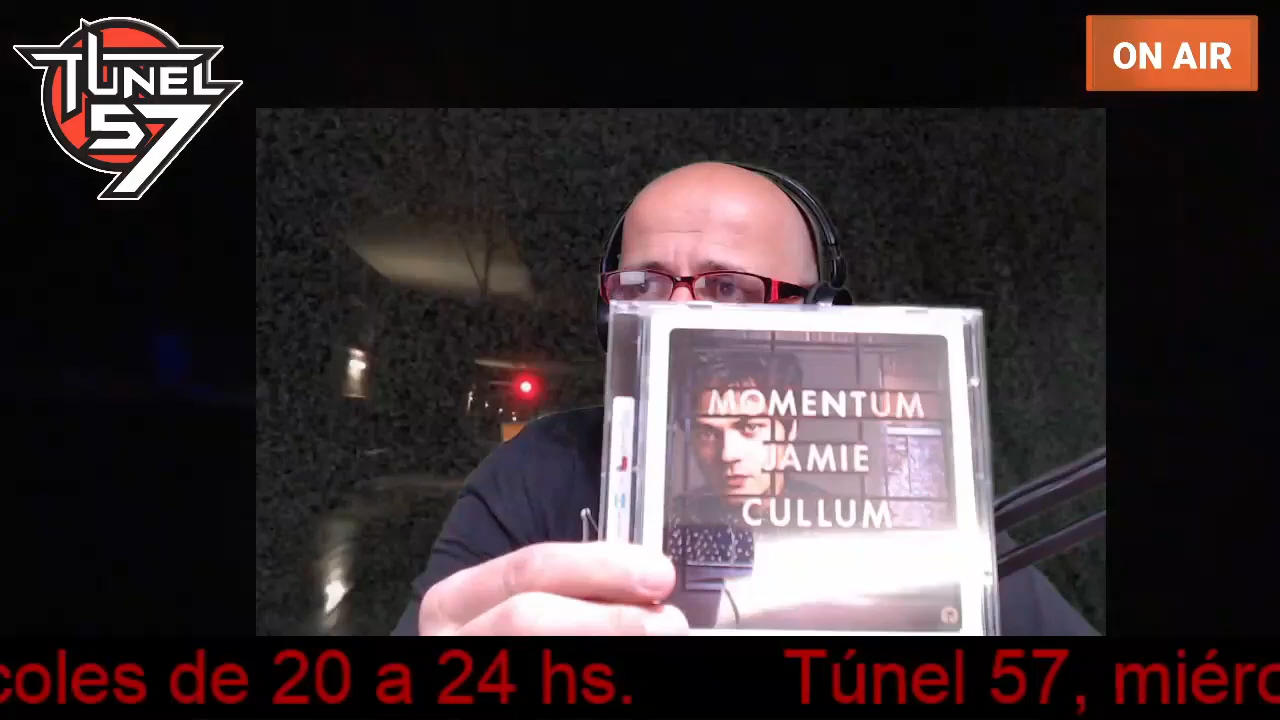 TÚNEL
57
ON AIR
MOMENTUM
JAMIE
CULLUM
coles de 20 a 24 hs. Túnel 57, miérc